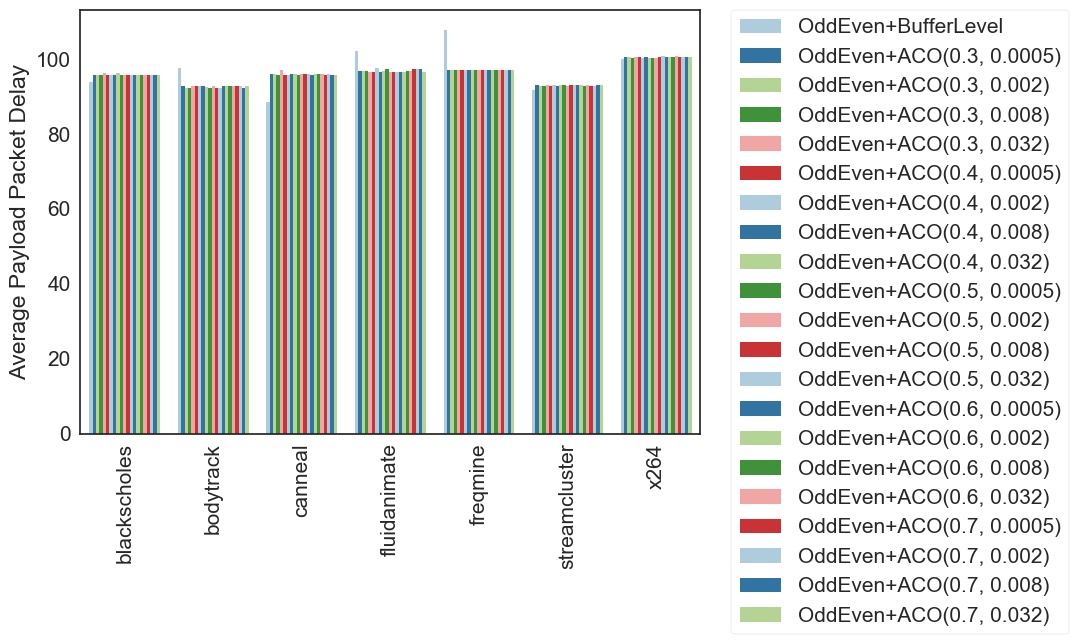 Average Payload Packet Delay
100
80
60
40
20
0
blackscholes
bodytrack
canneal
fluidanimate
freqmine
streamcluster
x264
OddEven+BufferLevel
OddEven+ACO(0.3, 0.0005)
OddEven+ACO(0.3, 0.002)
OddEven+ACO(0.3, 0.008)
OddEven+ACO(0.3, 0.032)
OddEven+ACO(0.4, 0.0005)
OddEven+ACO(0.4, 0.002)
OddEven+ACO(0.4, 0.008)
OddEven+ACO(0.4, 0.032)
OddEven+ACO(0.5, 0.0005)
OddEven+ACO(0.5, 0.002)
OddEven+ACO(0.5, 0.008)
OddEven+ACO(0.5, 0.032)
OddEven+ACO(0.6, 0.0005)
OddEven+ACO(0.6, 0.002)
OddEven+ACO(0.6, 0.008)
OddEven+ACO(0.6, 0.032)
OddEven+ACO(0.7, 0.0005)
OddEven+ACO(0.7, 0.002)
OddEven+ACO(0.7, 0.008)
OddEven+ACO(0.7, 0.032)